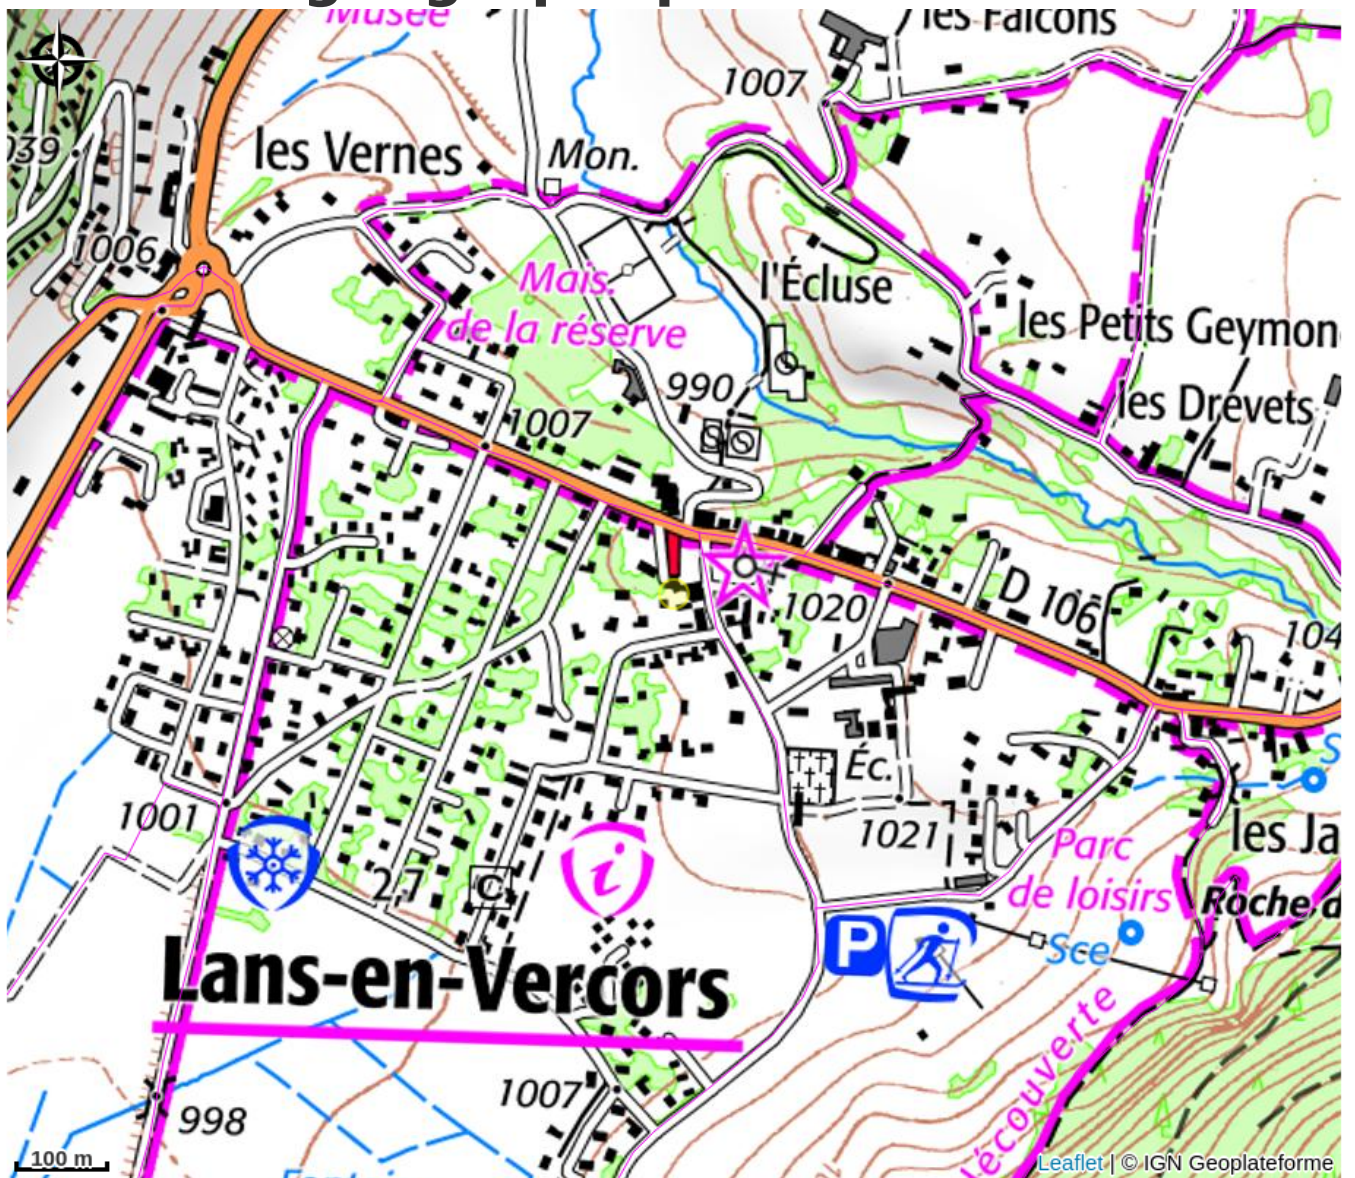 Musée
les Falcons
1007
039
les Vernes
Mon.
1006
Mais.
de la réserve
l'Écluse
les Petits Geymon
990
les Drevets
1007
D 106
1020
104
Éc.
S
1001
1021
les Ja
2,7
C
i
Parc
de loisirs
Roche d
P
Sce
Lans-en-Vercors
écouverte
1007
998
100 m
Leaflet | © IGN Geoplateforme